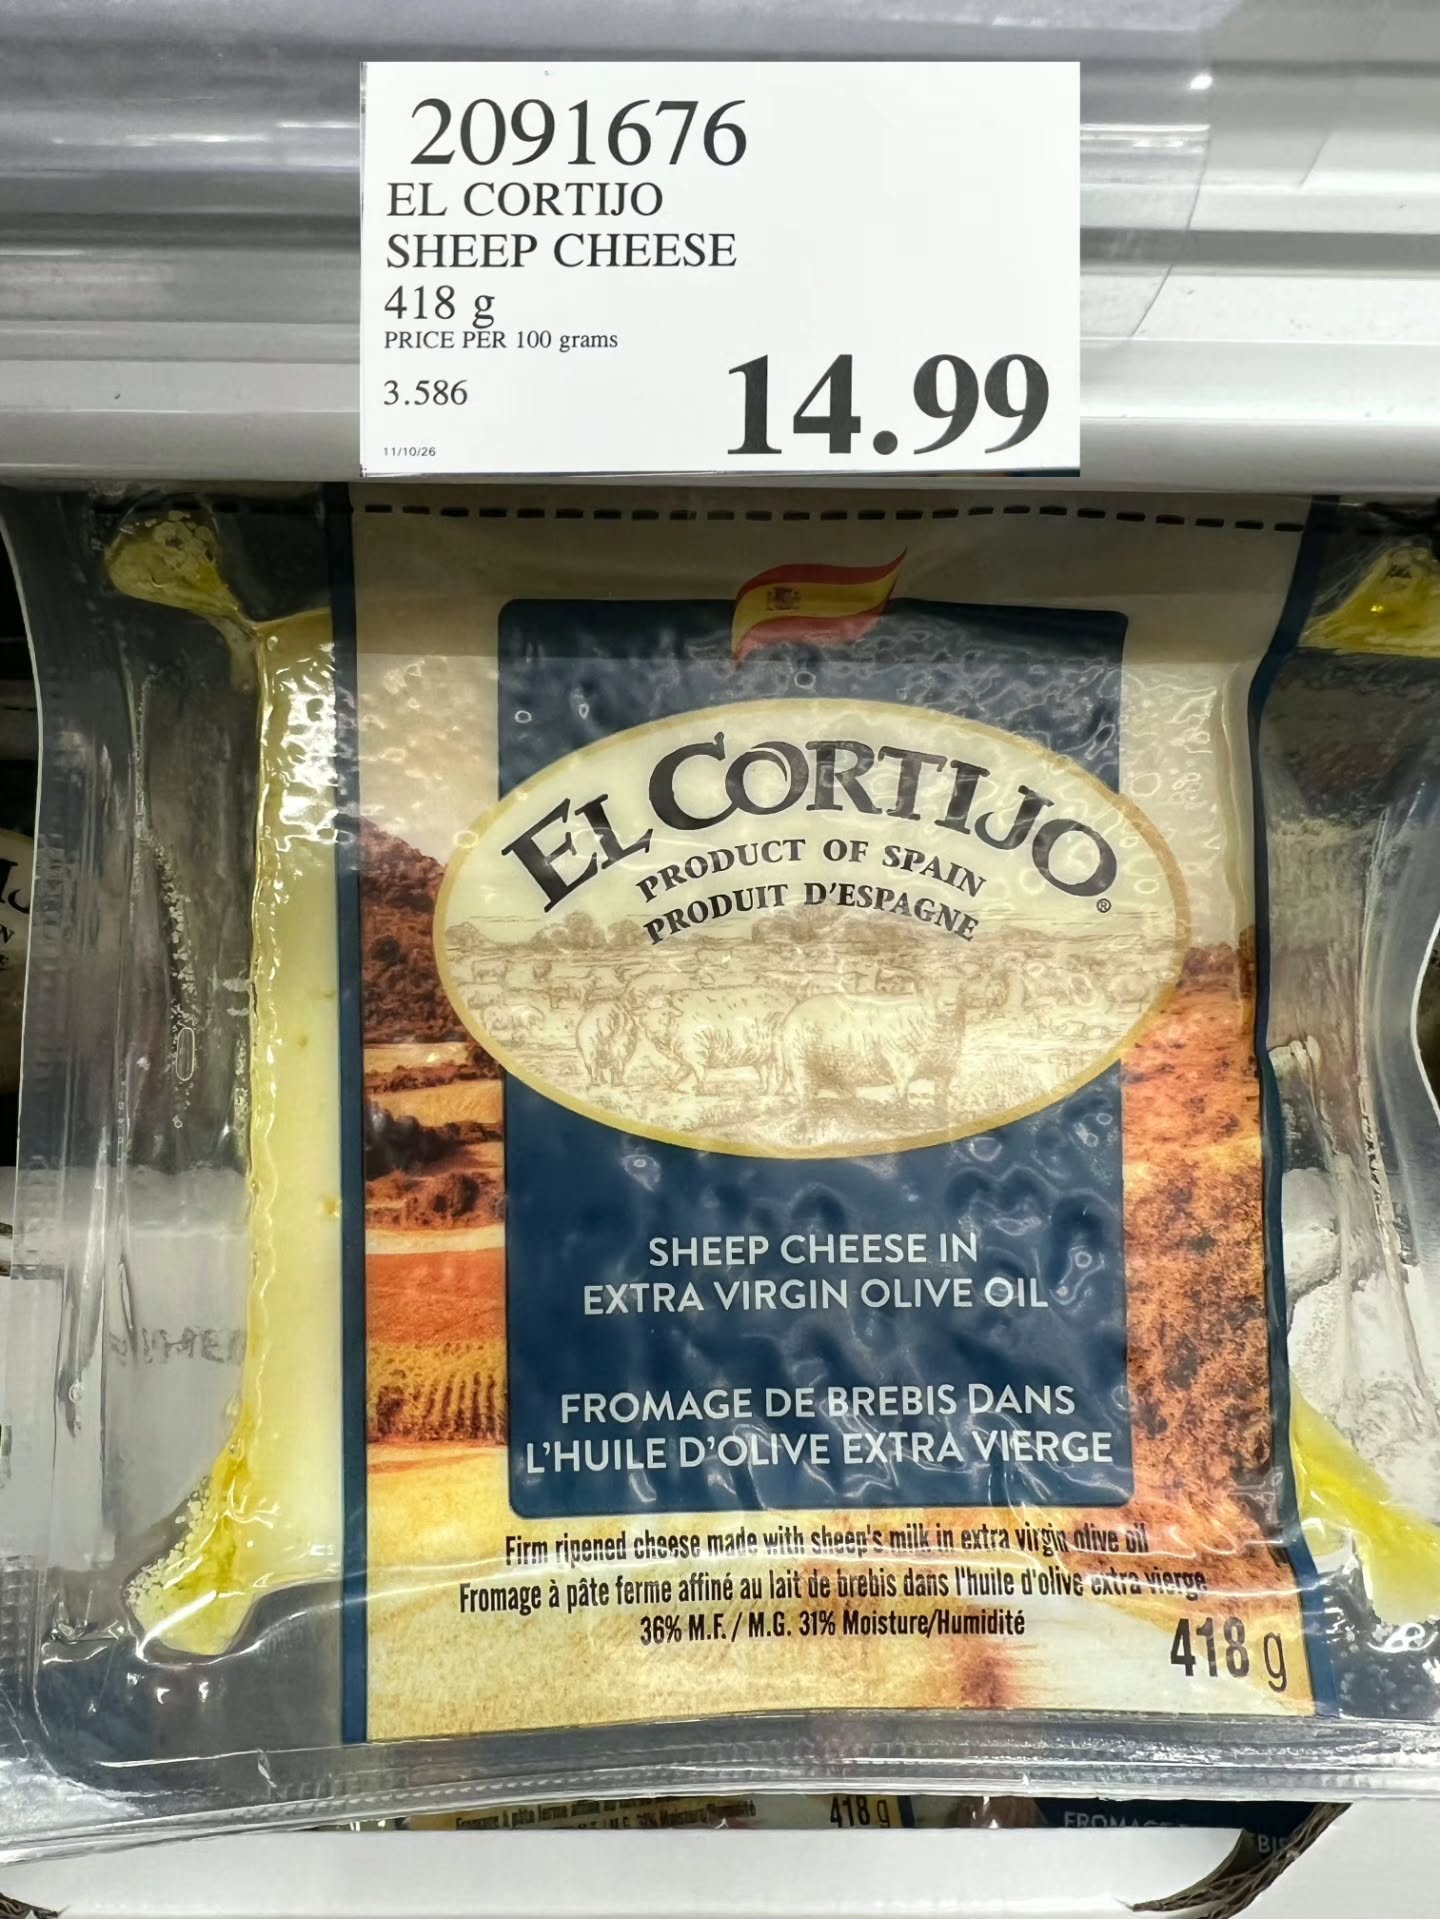 2091676
EL CORTIJO
SHEEP CHEESE
418 g
PRICE PER 100 grams
3.586
14.99
11/10/26
EL CORTIJO®
PRODUCT OF SPAIN
PRODUIT D'ESPAGNE
SHEEP CHEESE IN
EXTRA VIRGIN OLIVE OIL
FROMAGE DE BREBIS DANS
L'HUILE D'OLIVE EXTRA VIERGE
Firm ripened cheese made with sheep's milk in extra virgin olive oil
Fromage à pâte ferme affiné au lait de brebis dans l'huile d'olive extra vierge
36% M.F. / M.G. 31% Moisture/Humidité
418 g
418 g